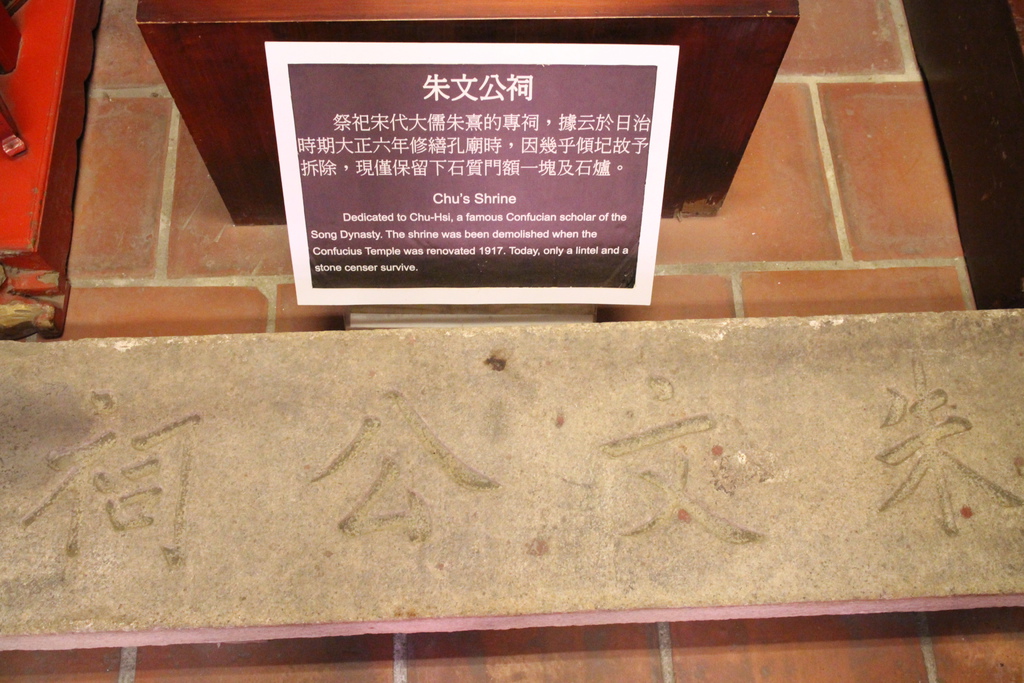 朱文公祠
祭祀宋代大儒朱熹的專祠，據云於日治
時期大正六年修繕孔廟時，因幾乎傾圮故予
拆除，現僅保留下石質門額一塊及石爐。
Chu's Shrine
Dedicated to Chu-Hsi, a famous Confucian scholar of the
Song Dynasty. The shrine was been demolished when the
Confucius Temple was renovated 1917. Today, only a lintel and a
stone censer survive.
朱文公祠